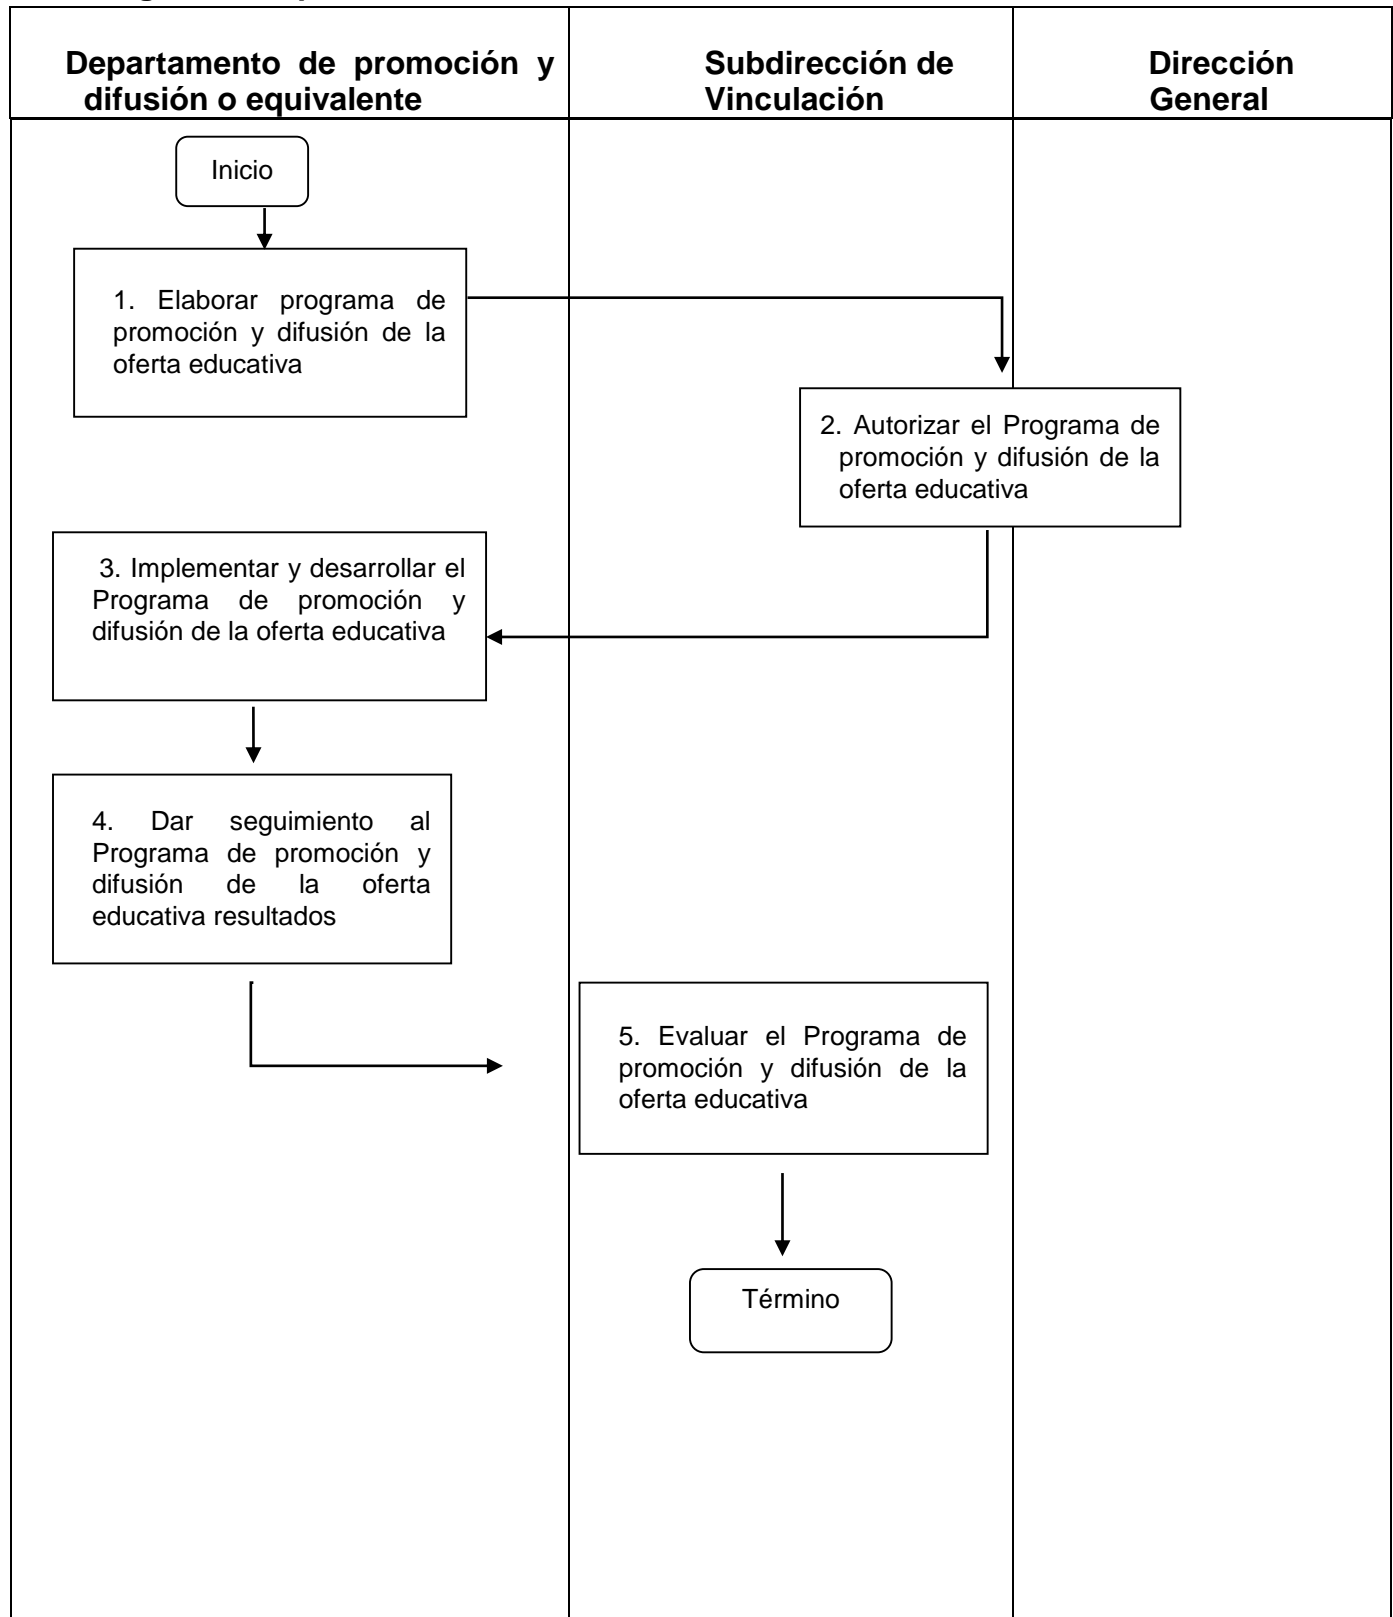 Departamento de promoción y
difusión o equivalente
Subdirección de
Vinculación
Dirección
General
Inicio
1. Elaborar programa de
promoción y difusión de la
oferta educativa
2. Autorizar el Programa de
promoción y difusión de la
oferta educativa
3. Implementar y desarrollar el
Programa de promoción y
difusión de la oferta educativa
4. Dar seguimiento al
Programa de promoción y
difusión de la oferta
educativa resultados
5. Evaluar el Programa de
promoción y difusión de la
oferta educativa
Término